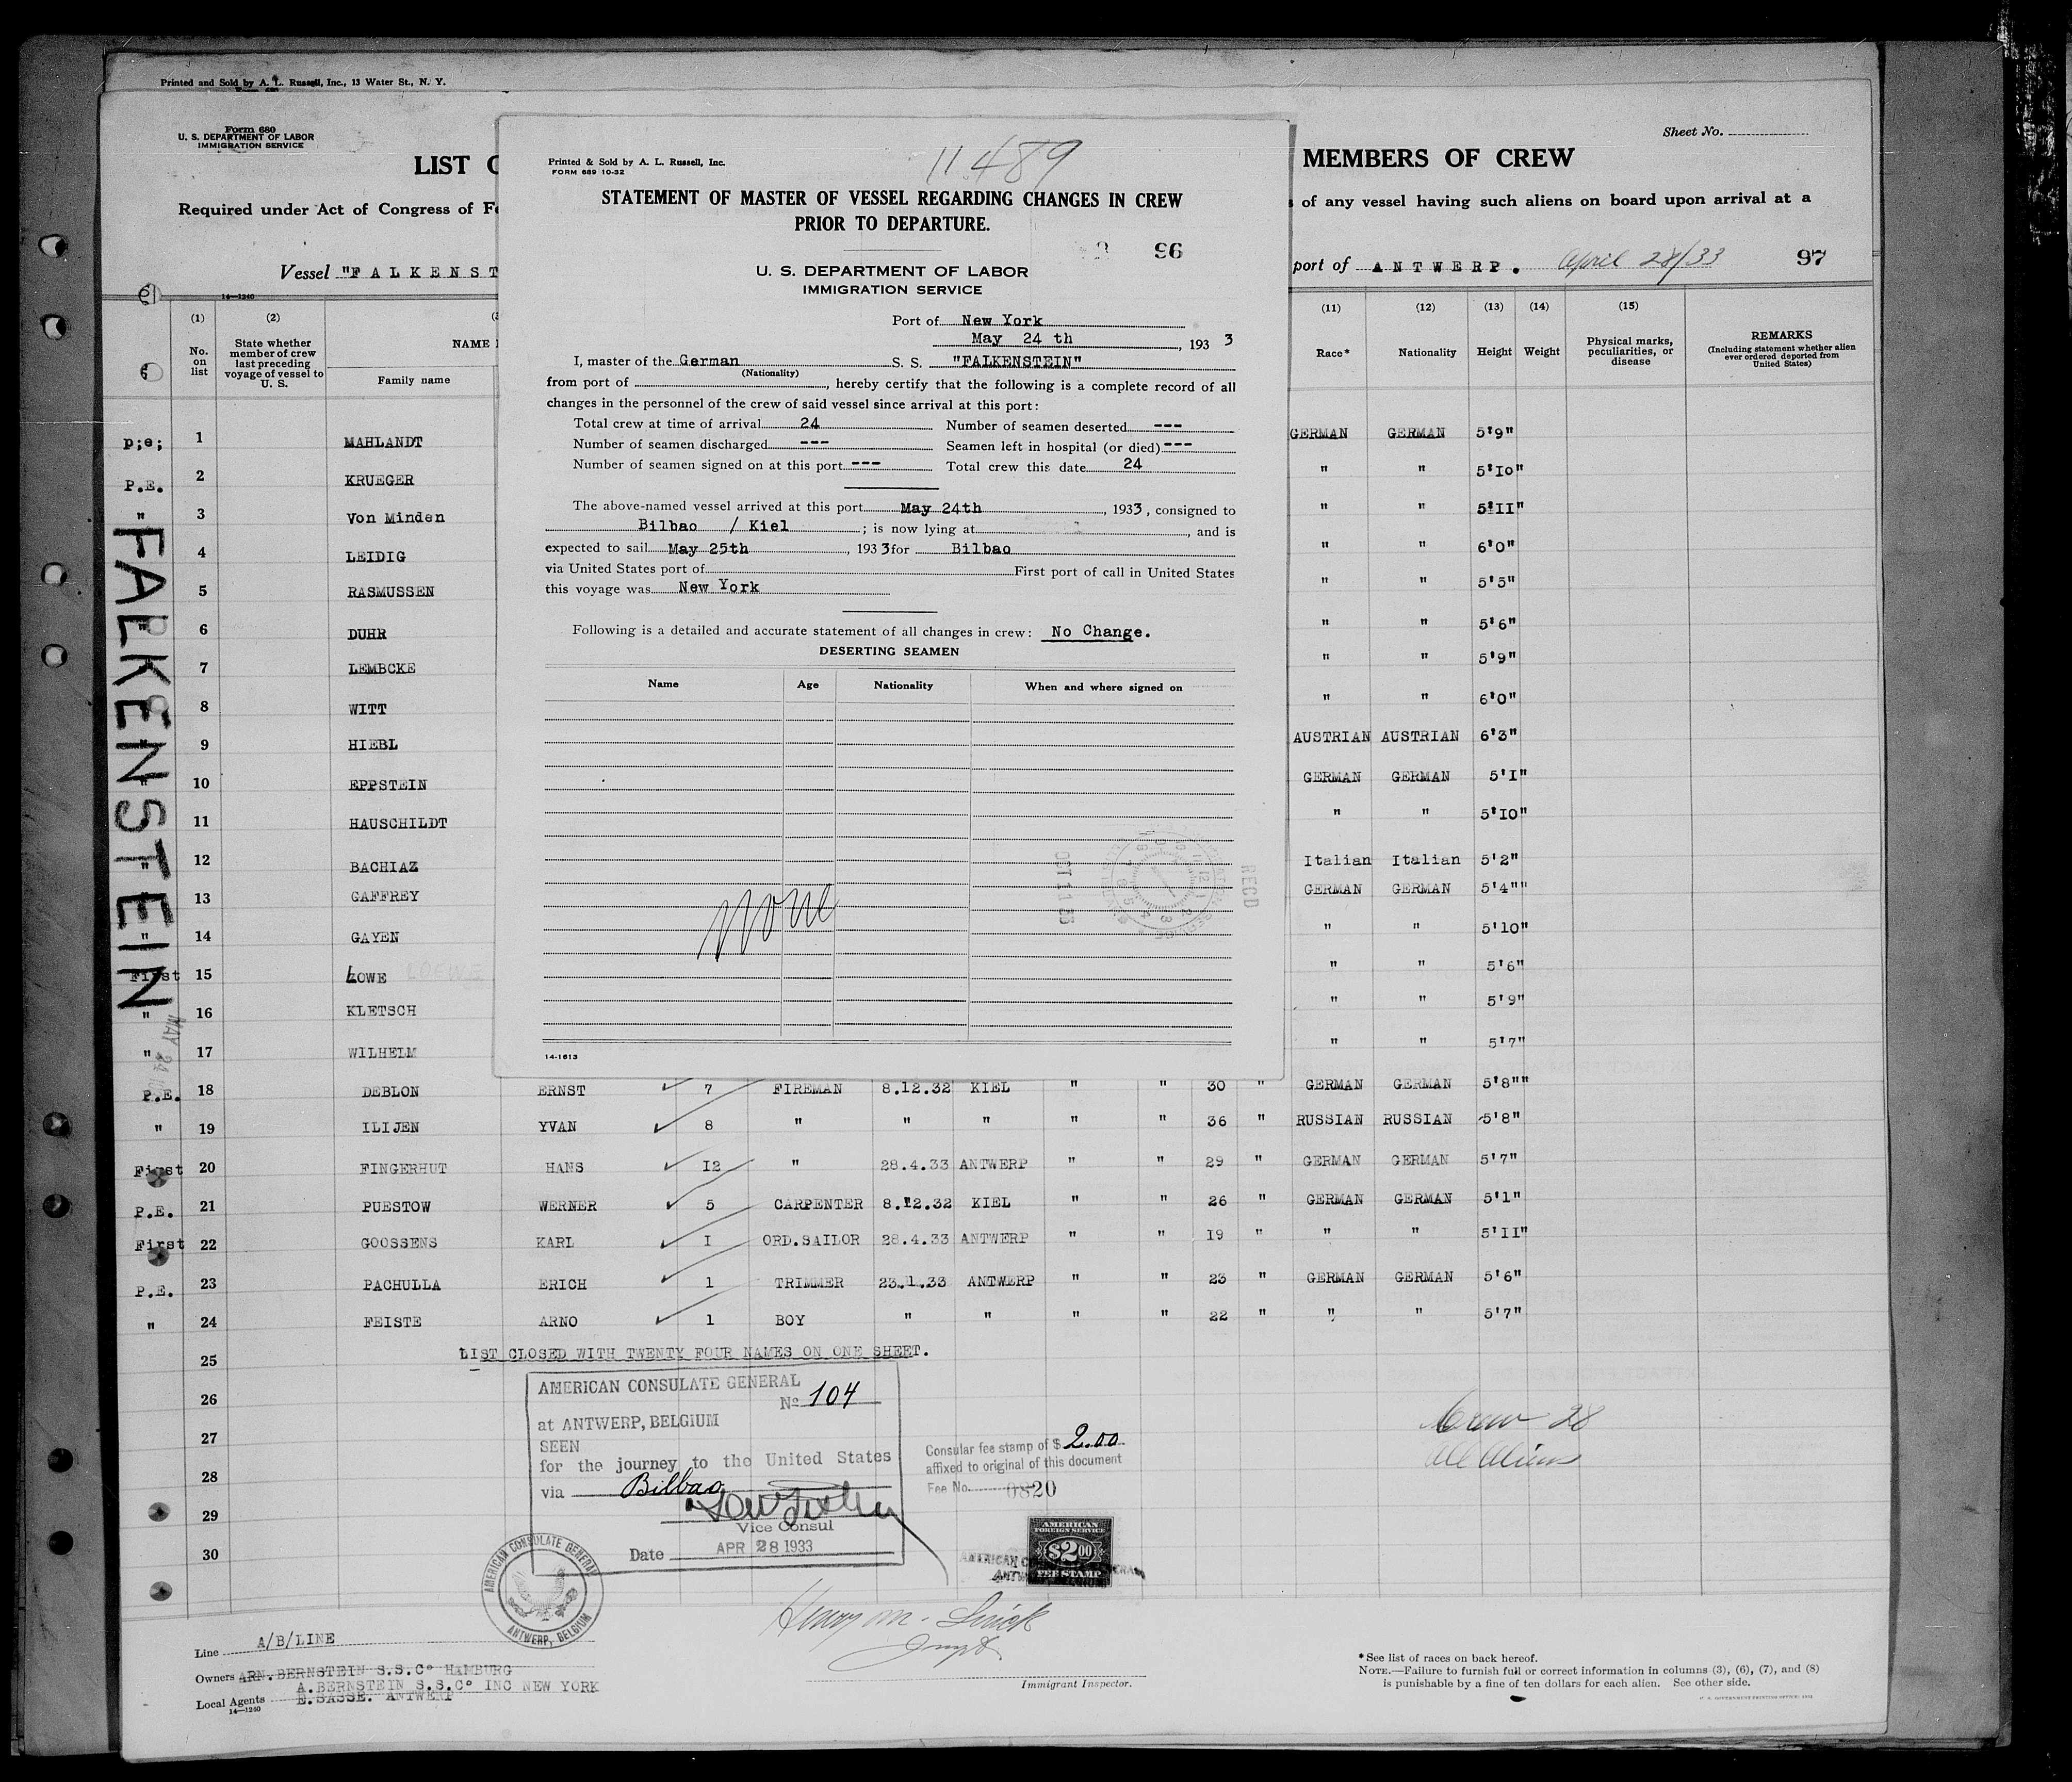 Printed and Sold by A. L. Russell, Inc., 13 Water St., N. Y.
Form 680
U. S. DEPARTMENT OF LABOR
IMMIGRATION SERVICE
Sheet No.
LIST O
MEMBERS OF CREW
Required under Act of Congress of Fe
s of any vessel having such aliens on board upon arrival at a
Vessel "FALKENST
port of ANTWERP. April 28/33 97
14-1240
Printed & Sold by A. L. Russell, Inc.
FORM 689 10-32
11.489
STATEMENT OF MASTER OF VESSEL REGARDING CHANGES IN CREW
PRIOR TO DEPARTURE.
96
U. S. DEPARTMENT OF LABOR
IMMIGRATION SERVICE
Port of New York
May 24 th, 193 3
I, master of the German S. S. "FALKENSTEIN"
(Nationality)
from port of , hereby certify that the following is a complete record of all
changes in the personnel of the crew of said vessel since arrival at this port:
Total crew at time of arrival 24 Number of seamen deserted ---
Number of seamen discharged --- Seamen left in hospital (or died) ---
Number of seamen signed on at this port --- Total crew this date 24
The above-named vessel arrived at this port May 24th, 1933, consigned to
Bilbao / Kiel ; is now lying at , and is
expected to sail May 25th, 193 3 for Bilbao
via United States port of First port of call in United States
this voyage was New York
Following is a detailed and accurate statement of all changes in crew: No Change.
DESERTING SEAMEN
Name Age Nationality When and where signed on
None
RECD
14-1613
(1) (2) (11) (12) (13) (14) (15)
No. on list
State whether member of crew last preceding voyage of vessel to U. S.
NAME
Family name
Race* Nationality Height Weight
Physical marks, peculiarities, or disease
REMARKS
(Including statement whether alien ever ordered deported from United States)
FALKENSTEIN
MAY 24
p;e; 1 MAHLANDT GERMAN GERMAN 5'9"
P.E. 2 KRUEGER " " 5'10"
" 3 Von Minden " " 5'11"
4 LEIDIG " " 6'0"
5 RASMUSSEN " " 5'5"
6 DUHR " " 5'6"
7 LEMBCKE " " 5'9"
8 WITT " " 6'0"
9 HIEBL AUSTRIAN AUSTRIAN 6'3"
10 EPPSTEIN GERMAN GERMAN 5'I"
11 HAUSCHILDT " " 5'I0"
" 12 BACHIAZ Italian Italian 5'2"
13 GAFFREY GERMAN GERMAN 5'4""
" 14 GAYEN " " 5'10"
First 15 LOWE LOEWE " " 5'6"
" 16 KLETSCH " " 5'9"
" 17 WILHELM " " 5'7"
P.E. 18 DEBLON ERNST 7 FIREMAN 8.12.32 KIEL " " 30 " GERMAN GERMAN 5'8""
" 19 ILIJEN YVAN 8 " " " " " 36 " RUSSIAN RUSSIAN 5'8"
First 20 FINGERHUT HANS I2 " 28.4.33 ANTWERP " " 29 " GERMAN GERMAN 5'7"
P.E. 21 PUESTOW WERNER 5 CARPENTER 8.12.32 KIEL " " 26 " GERMAN GERMAN 5'1"
First 22 GOOSSENS KARL I ORD.SAILOR 28.4.33 ANTWERP " " 19 " " " 5'II"
P.E. 23 PACHULLA ERICH 1 TRIMMER 23.1.33 ANTWERP " " 23 " GERMAN GERMAN 5'6"
" 24 FEISTE ARNO 1 BOY " " " " 22 " " " 5'7"
25
LIST CLOSED WITH TWENTY FOUR NAMES ON ONE SHEET.
26
27
28
29
30
AMERICAN CONSULATE GENERAL
No 104
at ANTWERP, BELGIUM
SEEN
for the journey to the United States
via Bilbao
Vice Consul
Date APR 28 1933
Consular fee stamp of $ 2.00
affixed to original of this document
Fee No. 0820
AMERICAN
FOREIGN SERVICE
$2.00
FEE STAMP
AMERICAN CONSULATE GENERAL
ANTWERP, BELGIUM
Crew 28
All Aliens
Line A/B/LINE
Owners ARN. BERNSTEIN S.S.Co HAMBURG
A.BERNSTEIN S.S.Co INC NEW YORK
Local Agents E.SASSE. ANTWERP
14-1240
Immigrant Inspector.
*See list of races on back hereof.
NOTE.—Failure to furnish full or correct information in columns (3), (6), (7), and (8)
is punishable by a fine of ten dollars for each alien. See other side.